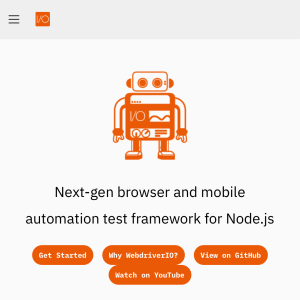 I/O
I/O
Next-gen browser and mobile
automation test framework for Node.js
Get Started
Why WebdriverIO?
View on GitHub
Watch on YouTube